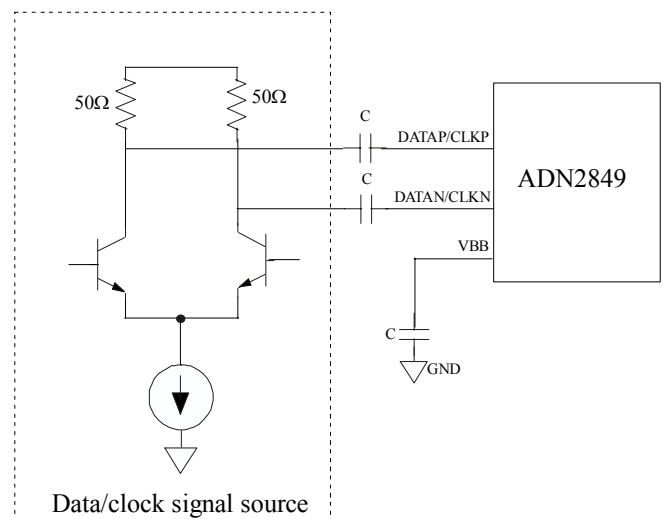 50Ω
50Ω
C
DATAP/CLKP
ADN2849
C
DATAN/CLKN
VBB
C
GND
Data/clock signal source